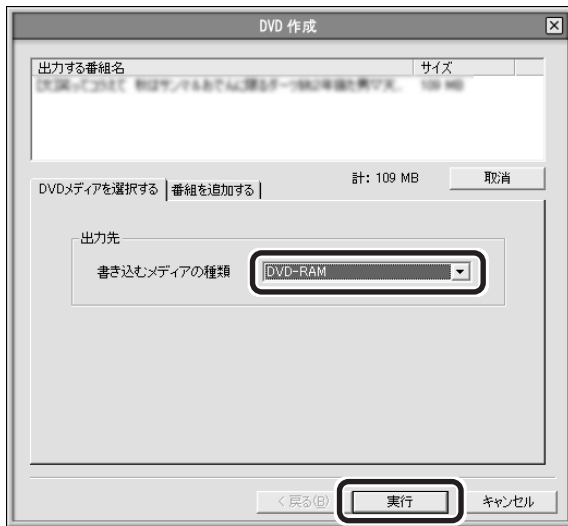 DVD 作成
出力する番組名 サイズ
109 MB
計: 109 MB 取消
DVDメディアを選択する 番組を追加する
出力先
書き込むメディアの種類 DVD-RAM
< 戻る(B) 実行 キャンセル